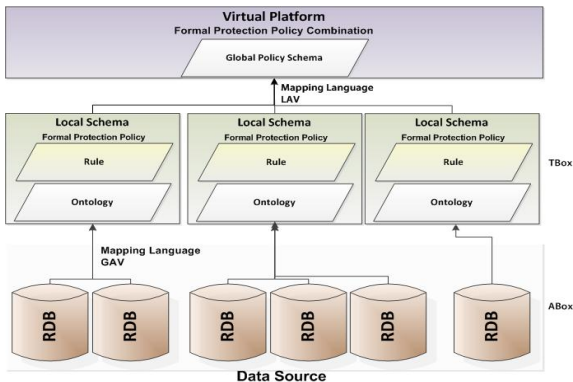 Virtual Platform
Formal Protection Policy Combination
Global Policy Schema
Mapping Language
LAV
Local Schema
Formal Protection Policy
Rule
Ontology
Local Schema
Formal Protection Policy
Rule
Ontology
Local Schema
Formal Protection Policy
Rule
Ontology
TBox
Mapping Language
GAV
RDB
RDB
RDB
RDB
RDB
RDB
ABox
Data Source